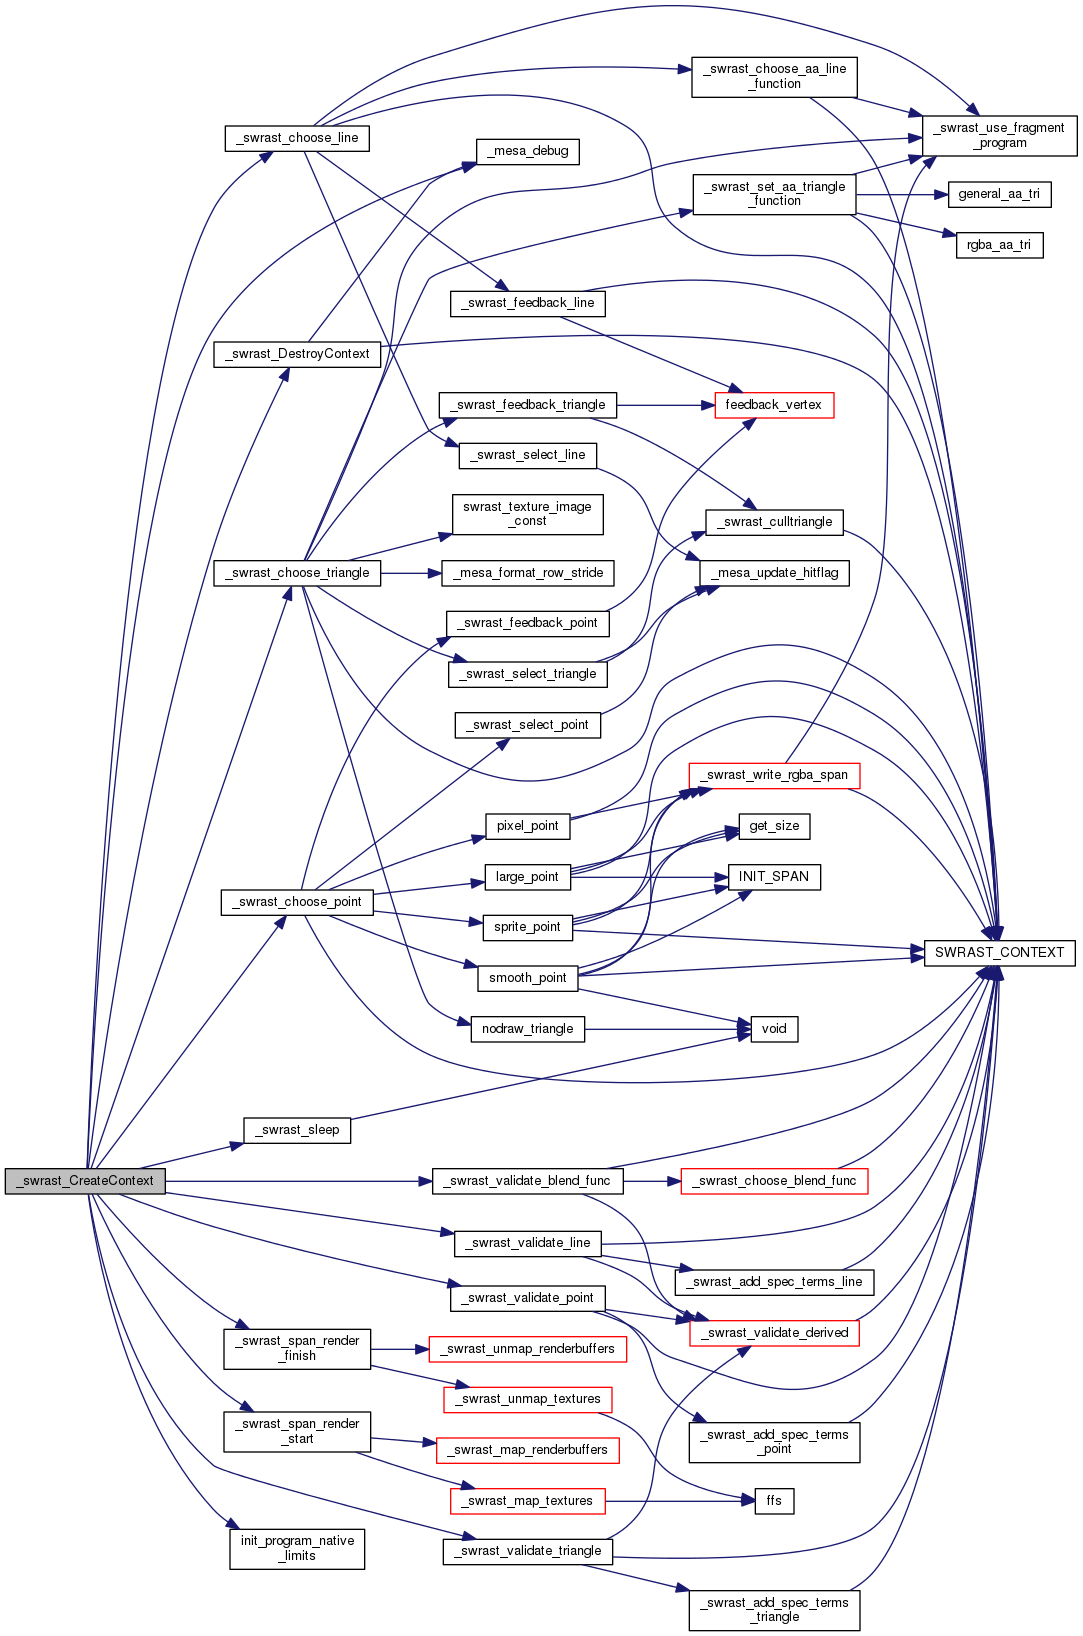 _swrast_choose_aa_line
_function
_swrast_choose_line
_swrast_use_fragment
_program
_mesa_debug
_swrast_set_aa_triangle
_function
general_aa_tri
rgba_aa_tri
_swrast_feedback_line
_swrast_DestroyContext
_swrast_feedback_triangle
feedback_vertex
_swrast_select_line
swrast_texture_image
_const
_swrast_culltriangle
_swrast_choose_triangle
_mesa_format_row_stride
_mesa_update_hitflag
_swrast_feedback_point
_swrast_select_triangle
_swrast_select_point
_swrast_write_rgba_span
pixel_point
get_size
large_point
INIT_SPAN
_swrast_choose_point
sprite_point
SWRAST_CONTEXT
smooth_point
nodraw_triangle
void
_swrast_sleep
_swrast_CreateContext
_swrast_validate_blend_func
_swrast_choose_blend_func
_swrast_validate_line
_swrast_add_spec_terms_line
_swrast_validate_point
_swrast_validate_derived
_swrast_span_render
_finish
_swrast_unmap_renderbuffers
_swrast_unmap_textures
_swrast_span_render
_start
_swrast_map_renderbuffers
_swrast_add_spec_terms
_point
_swrast_map_textures
ffs
init_program_native
_limits
_swrast_validate_triangle
_swrast_add_spec_terms
_triangle